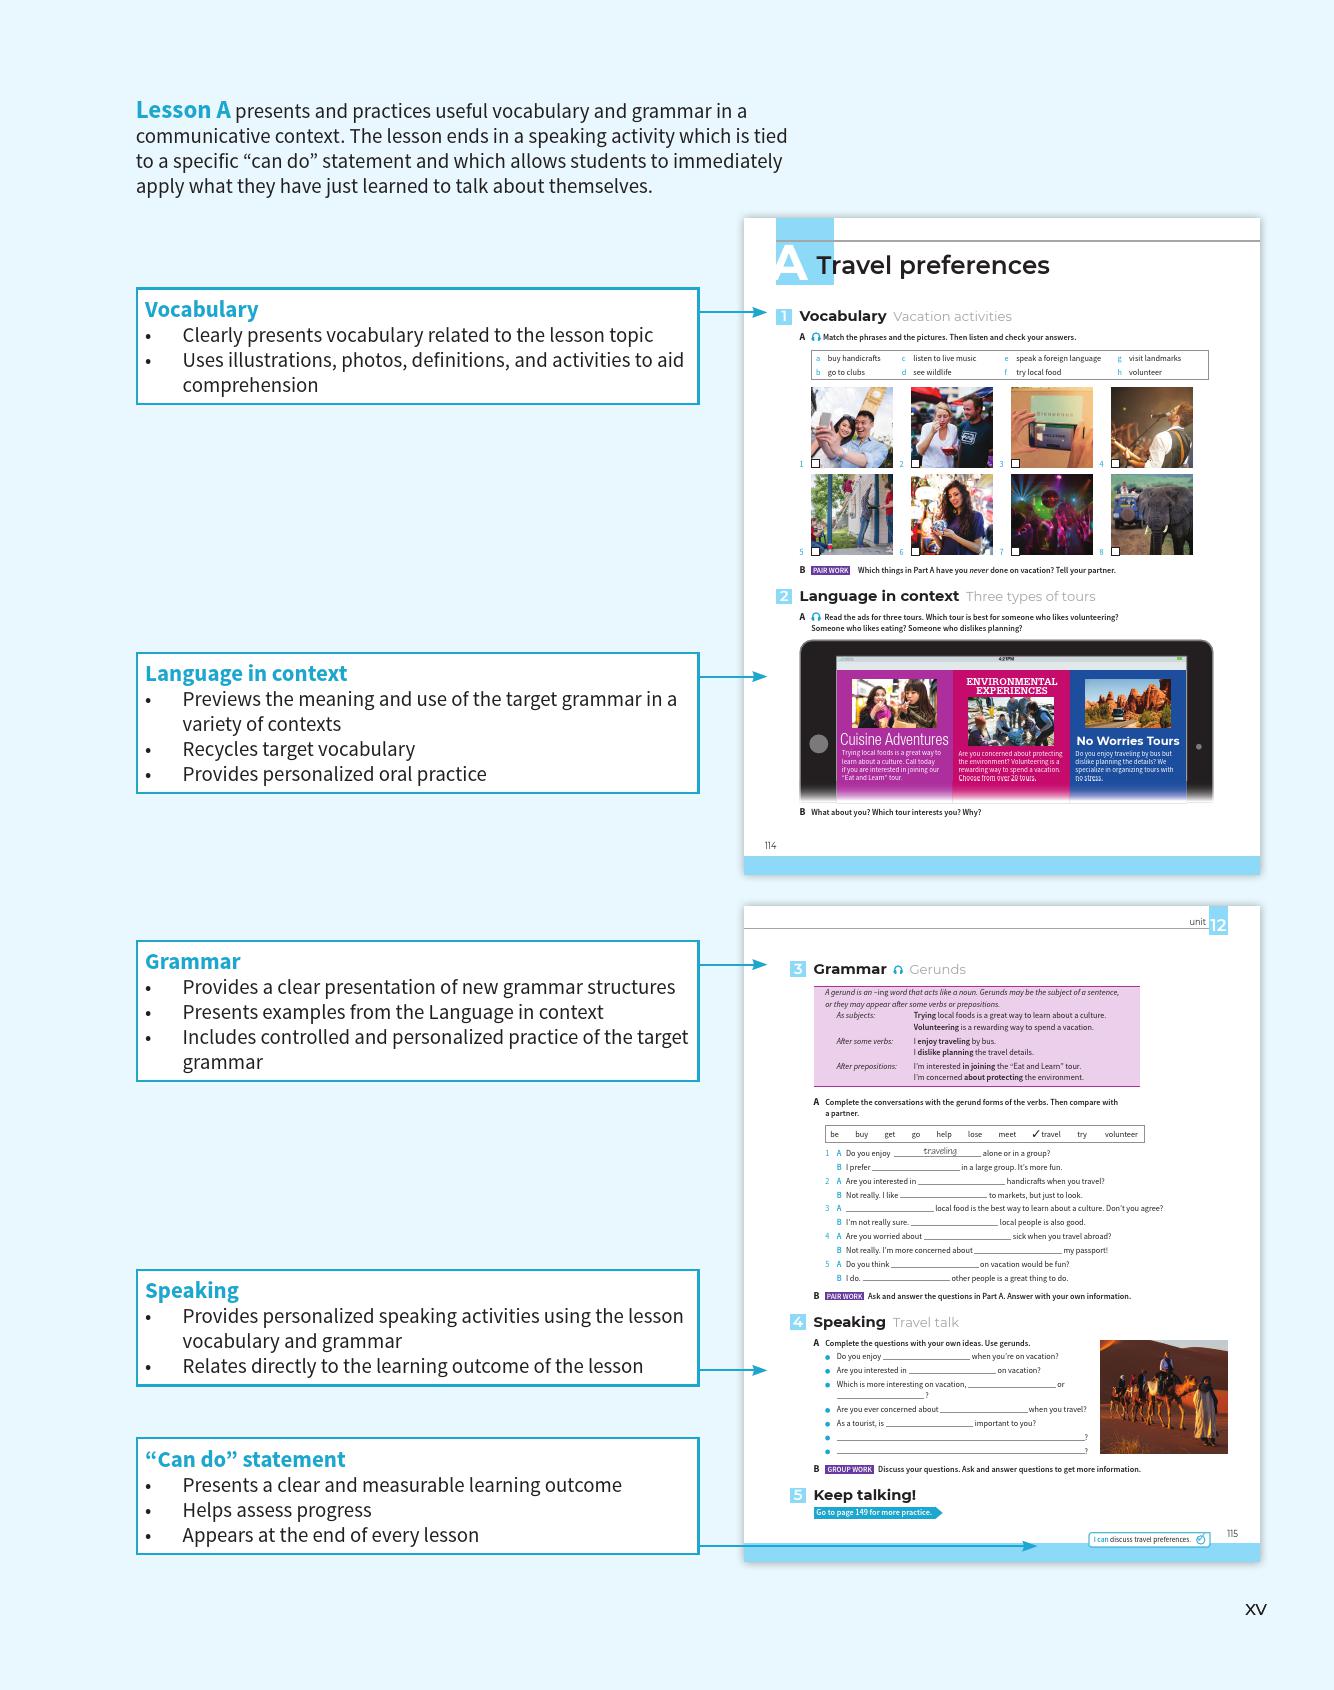 Lesson A presents and practices useful vocabulary and grammar in a
communicative context. The lesson ends in a speaking activity which is tied
to a specific “can do” statement and which allows students to immediately
apply what they have just learned to talk about themselves.
Vocabulary
• Clearly presents vocabulary related to the lesson topic
• Uses illustrations, photos, definitions, and activities to aid
comprehension
Language in context
• Previews the meaning and use of the target grammar in a
variety of contexts
• Recycles target vocabulary
• Provides personalized oral practice
Grammar
• Provides a clear presentation of new grammar structures
• Presents examples from the Language in context
• Includes controlled and personalized practice of the target
grammar
Speaking
• Provides personalized speaking activities using the lesson
vocabulary and grammar
• Relates directly to the learning outcome of the lesson
“Can do” statement
• Presents a clear and measurable learning outcome
• Helps assess progress
• Appears at the end of every lesson
A Travel preferences
1 Vocabulary Vacation activities
A Match the phrases and the pictures. Then listen and check your answers.
a buy handicrafts c listen to live music e speak a foreign language g visit landmarks
b go to clubs d see wildlife f try local food h volunteer
BIENVENUE
WELCOME
1 2 3 4
5 6 7 8
B PAIR WORK Which things in Part A have you never done on vacation? Tell your partner.
2 Language in context Three types of tours
A Read the ads for three tours. Which tour is best for someone who likes volunteering?
Someone who likes eating? Someone who dislikes planning?
4:21PM
Cuisine Adventures
Trying local foods is a great way to
learn about a culture. Call today
if you are interested in joining our
“Eat and Learn” tour.
ENVIRONMENTAL
EXPERIENCES
Are you concerned about protecting
the environment? Volunteering is a
rewarding way to spend a vacation.
Choose from over 20 tours.
No Worries Tours
Do you enjoy traveling by bus but
dislike planning the details? We
specialize in organizing tours with
no stress.
B What about you? Which tour interests you? Why?
114
unit 12
3 Grammar Gerunds
A gerund is an –ing word that acts like a noun. Gerunds may be the subject of a sentence,
or they may appear after some verbs or prepositions.
As subjects: Trying local foods is a great way to learn about a culture.
Volunteering is a rewarding way to spend a vacation.
After some verbs: I enjoy traveling by bus.
I dislike planning the travel details.
After prepositions: I’m interested in joining the “Eat and Learn” tour.
I’m concerned about protecting the environment.
A Complete the conversations with the gerund forms of the verbs. Then compare with
a partner.
be buy get go help lose meet ✓travel try volunteer
1 A Do you enjoy traveling alone or in a group?
B I prefer ____ in a large group. It’s more fun.
2 A Are you interested in ____ handicrafts when you travel?
B Not really. I like ____ to markets, but just to look.
3 A ____ local food is the best way to learn about a culture. Don’t you agree?
B I’m not really sure. ____ local people is also good.
4 A Are you worried about ____ sick when you travel abroad?
B Not really. I’m more concerned about ____ my passport!
5 A Do you think ____ on vacation would be fun?
B I do. ____ other people is a great thing to do.
B PAIR WORK Ask and answer the questions in Part A. Answer with your own information.
4 Speaking Travel talk
A Complete the questions with your own ideas. Use gerunds.
● Do you enjoy ____ when you’re on vacation?
● Are you interested in ____ on vacation?
● Which is more interesting on vacation, ____ or
____ ?
● Are you ever concerned about ____ when you travel?
● As a tourist, is ____ important to you?
● ____ ?
● ____ ?
B GROUP WORK Discuss your questions. Ask and answer questions to get more information.
5 Keep talking!
Go to page 149 for more practice.
I can discuss travel preferences.
115
XV